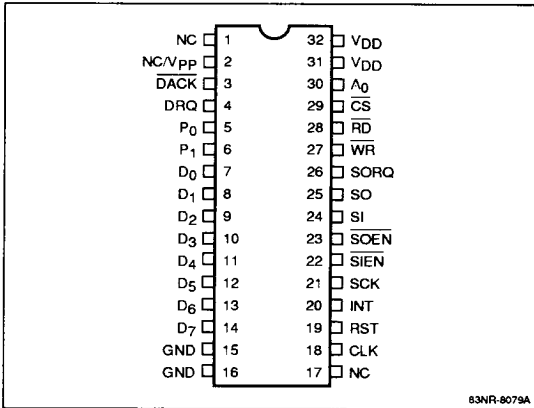 NC 1 32 VDD
NC/VPP 2 31 VDD
DACK 3 30 A0
DRQ 4 29 CS
P0 5 28 RD
P1 6 27 WR
D0 7 26 SORQ
D1 8 25 SO
D2 9 24 SI
D3 10 23 SOEN
D4 11 22 SIEN
D5 12 21 SCK
D6 13 20 INT
D7 14 19 RST
GND 15 18 CLK
GND 16 17 NC
83NR-8079A